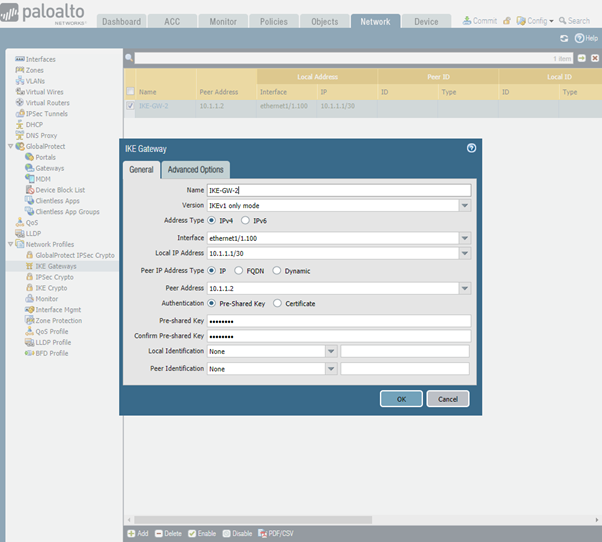 paloalto
NETWORKS
Dashboard ACC Monitor Policies Objects Network Device
Commit Config Search
Help
Interfaces
Zones
VLANs
Virtual Wires
Virtual Routers
IPSec Tunnels
DHCP
DNS Proxy
GlobalProtect
Portals
Gateways
MDM
Device Block List
Clientless Apps
Clientless App Groups
QoS
LLDP
Network Profiles
GlobalProtect IPSec Crypto
IKE Gateways
IPSec Crypto
IKE Crypto
Monitor
Interface Mgmt
Zone Protection
QoS Profile
LLDP Profile
BFD Profile
1 item
Local Address Peer ID Local ID
Name Peer Address Interface IP ID Type ID Type
IKE-GW-2 10.1.1.2 ethernet1/1.100 10.1.1.1/30
IKE Gateway
General Advanced Options
Name IKE-GW-2
Version IKEv1 only mode
Address Type IPv4 IPv6
Interface ethernet1/1.100
Local IP Address 10.1.1.1/30
Peer IP Address Type IP FQDN Dynamic
Peer Address 10.1.1.2
Authentication Pre-Shared Key Certificate
Pre-shared Key ••••••••
Confirm Pre-shared Key ••••••••
Local Identification None
Peer Identification None
OK Cancel
Add Delete Enable Disable PDF/CSV